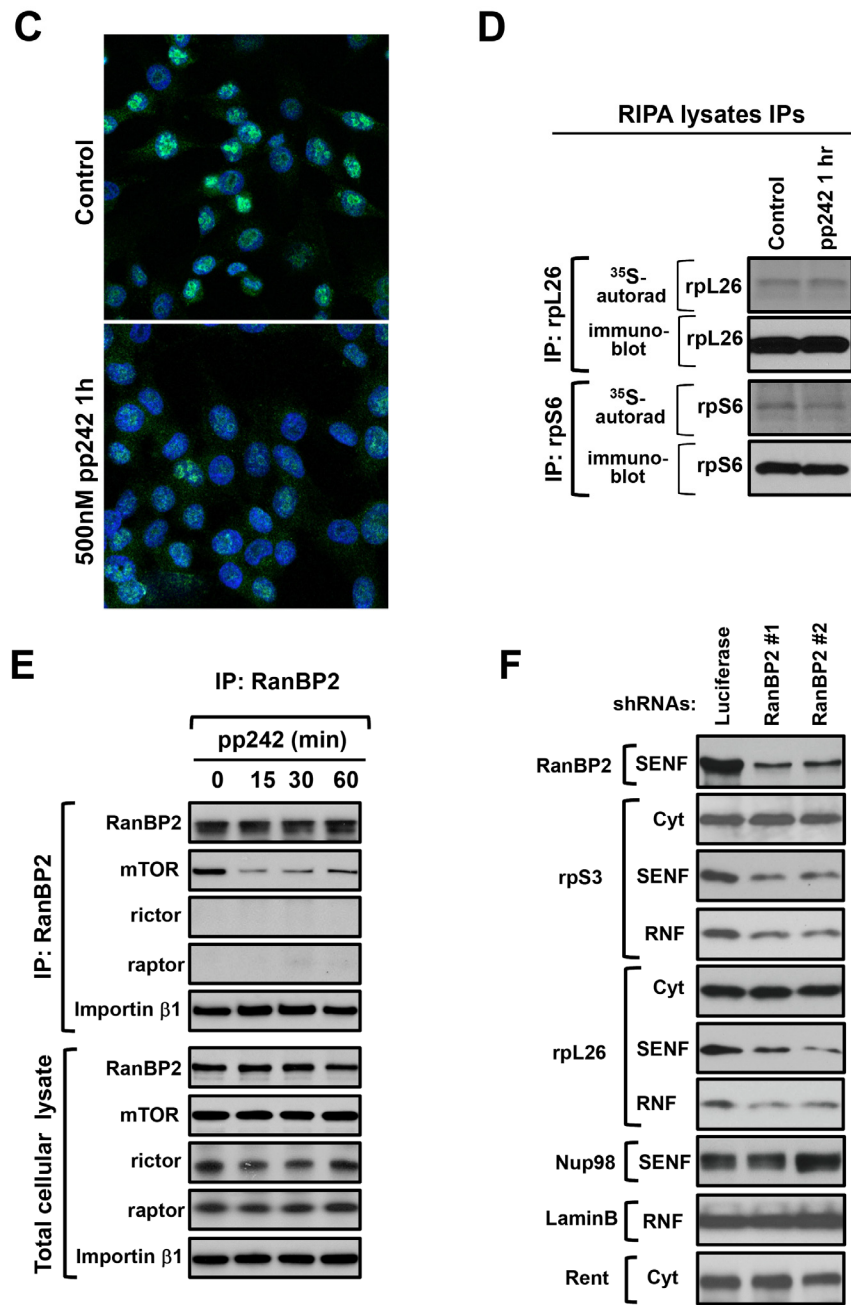 C
Control
500nM pp242 1h
D
RIPA lysates IPs
Control
pp242 1 hr
IP: rpL26
35S-
autorad
rpL26
immuno-
blot
rpL26
IP: rpS6
35S-
autorad
rpS6
immuno-
blot
rpS6
E
IP: RanBP2
pp242 (min)
0 15 30 60
IP: RanBP2
RanBP2
mTOR
rictor
raptor
Importin β1
Total cellular lysate
RanBP2
mTOR
rictor
raptor
Importin β1
F
shRNAs:
Luciferase
RanBP2 #1
RanBP2 #2
RanBP2 SENF
rpS3
Cyt
SENF
RNF
rpL26
Cyt
SENF
RNF
Nup98 SENF
LaminB RNF
Rent Cyt